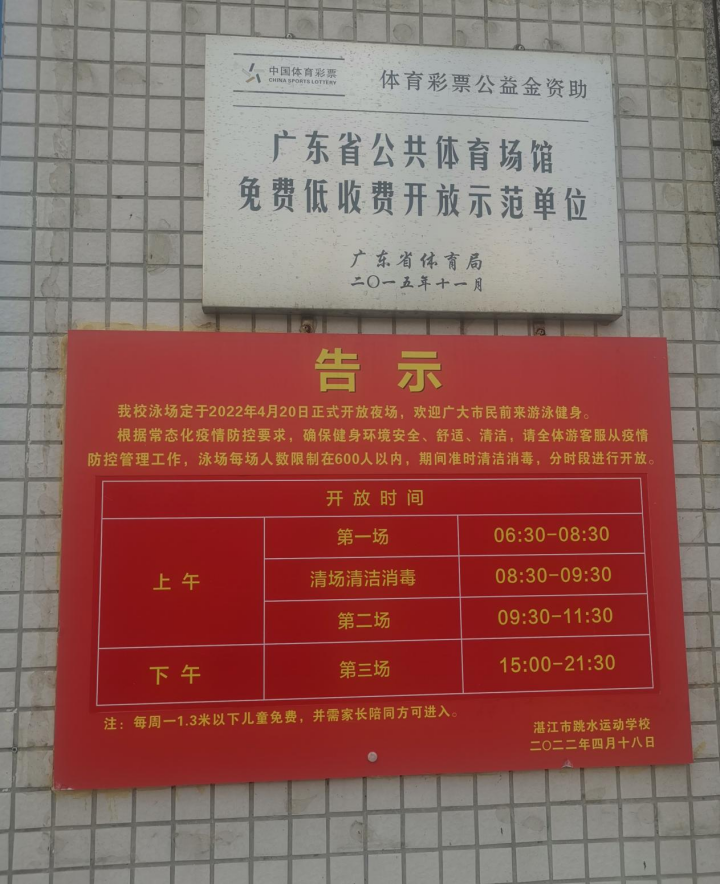 中国体育彩票
CHINA SPORTS LOTTERY
体育彩票公益金资助
广东省公共体育场馆
免费低收费开放示范单位
广东省体育局
二〇一五年十一月
告示
我校泳场定于2022年4月20日正式开放夜场，欢迎广大市民前来游泳健身。
根据常态化疫情防控要求，确保健身环境安全、舒适、清洁，请全体游客服从疫情
防控管理工作，泳场每场人数限制在600人以内，期间准时清洁消毒，分时段进行开放。
开放时间
上午
第一场 06:30-08:30
清场清洁消毒 08:30-09:30
第二场 09:30-11:30
下午 第三场 15:00-21:30
注：每周一1.3米以下儿童免费，并需家长陪同方可进入。
湛江市跳水运动学校
二〇二二年四月十八日